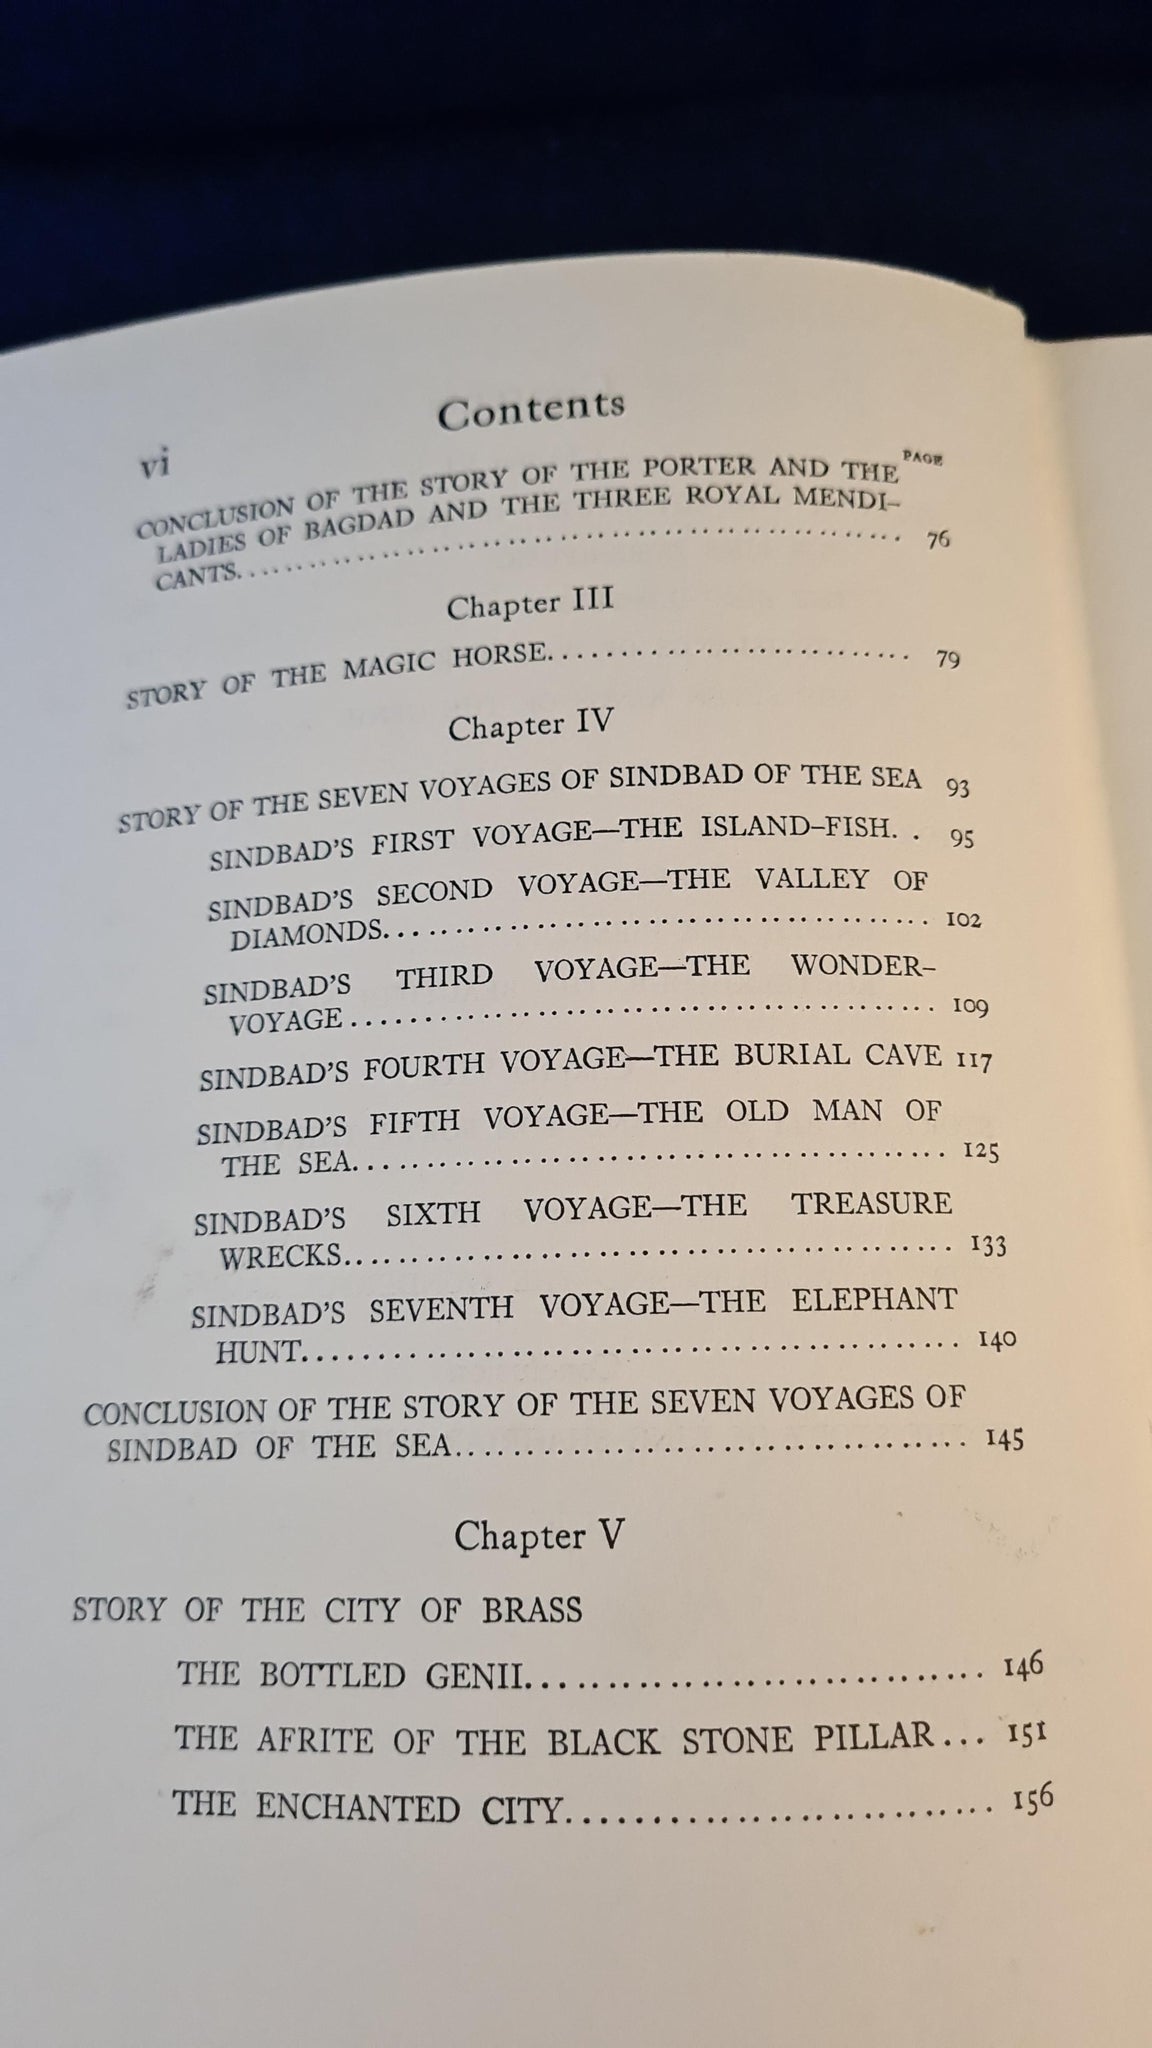 Contents
vi
PAGE
CONCLUSION OF THE STORY OF THE PORTER AND THE
LADIES OF BAGDAD AND THE THREE ROYAL MENDI-
CANTS........................................ 76
Chapter III
STORY OF THE MAGIC HORSE......................... 79
Chapter IV
STORY OF THE SEVEN VOYAGES OF SINDBAD OF THE SEA 93
SINDBAD'S FIRST VOYAGE—THE ISLAND-FISH. . 95
SINDBAD'S SECOND VOYAGE—THE VALLEY OF
DIAMONDS..................................... 102
SINDBAD'S THIRD VOYAGE—THE WONDER-
VOYAGE....................................... 109
SINDBAD'S FOURTH VOYAGE—THE BURIAL CAVE 117
SINDBAD'S FIFTH VOYAGE—THE OLD MAN OF
THE SEA...................................... 125
SINDBAD'S SIXTH VOYAGE—THE TREASURE
WRECKS....................................... 133
SINDBAD'S SEVENTH VOYAGE—THE ELEPHANT
HUNT......................................... 140
CONCLUSION OF THE STORY OF THE SEVEN VOYAGES OF
SINDBAD OF THE SEA................................ 145
Chapter V
STORY OF THE CITY OF BRASS
THE BOTTLED GENII............................... 146
THE AFRITE OF THE BLACK STONE PILLAR... 151
THE ENCHANTED CITY............................. 156